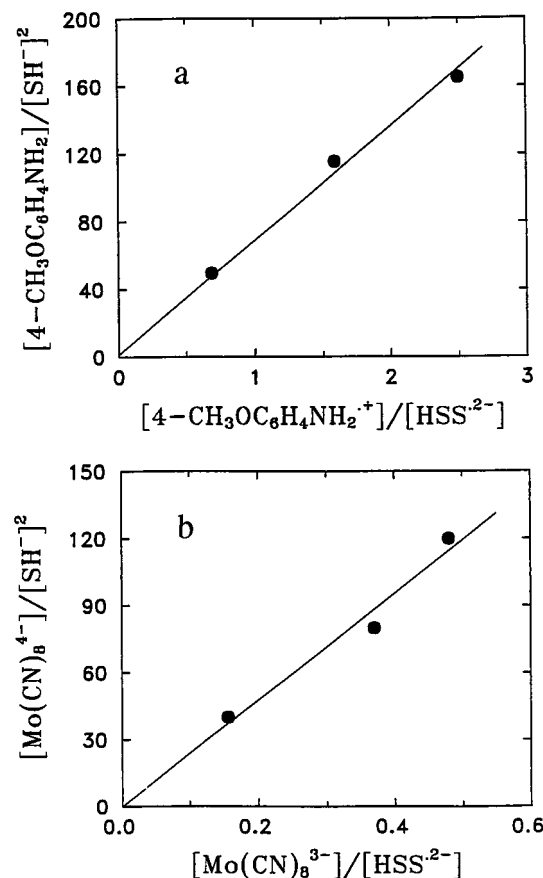 200
160
120
80
40
0
a
[4−CH₃OC₆H₄NH₂]/[SH⁻]²
0 1 2 3
[4−CH₃OC₆H₄NH₂·⁺]/[HSS·²⁻]
150
120
90
60
30
0
b
[Mo(CN)₈⁴⁻]/[SH⁻]²
0.0 0.2 0.4 0.6
[Mo(CN)₈³⁻]/[HSS·²⁻]